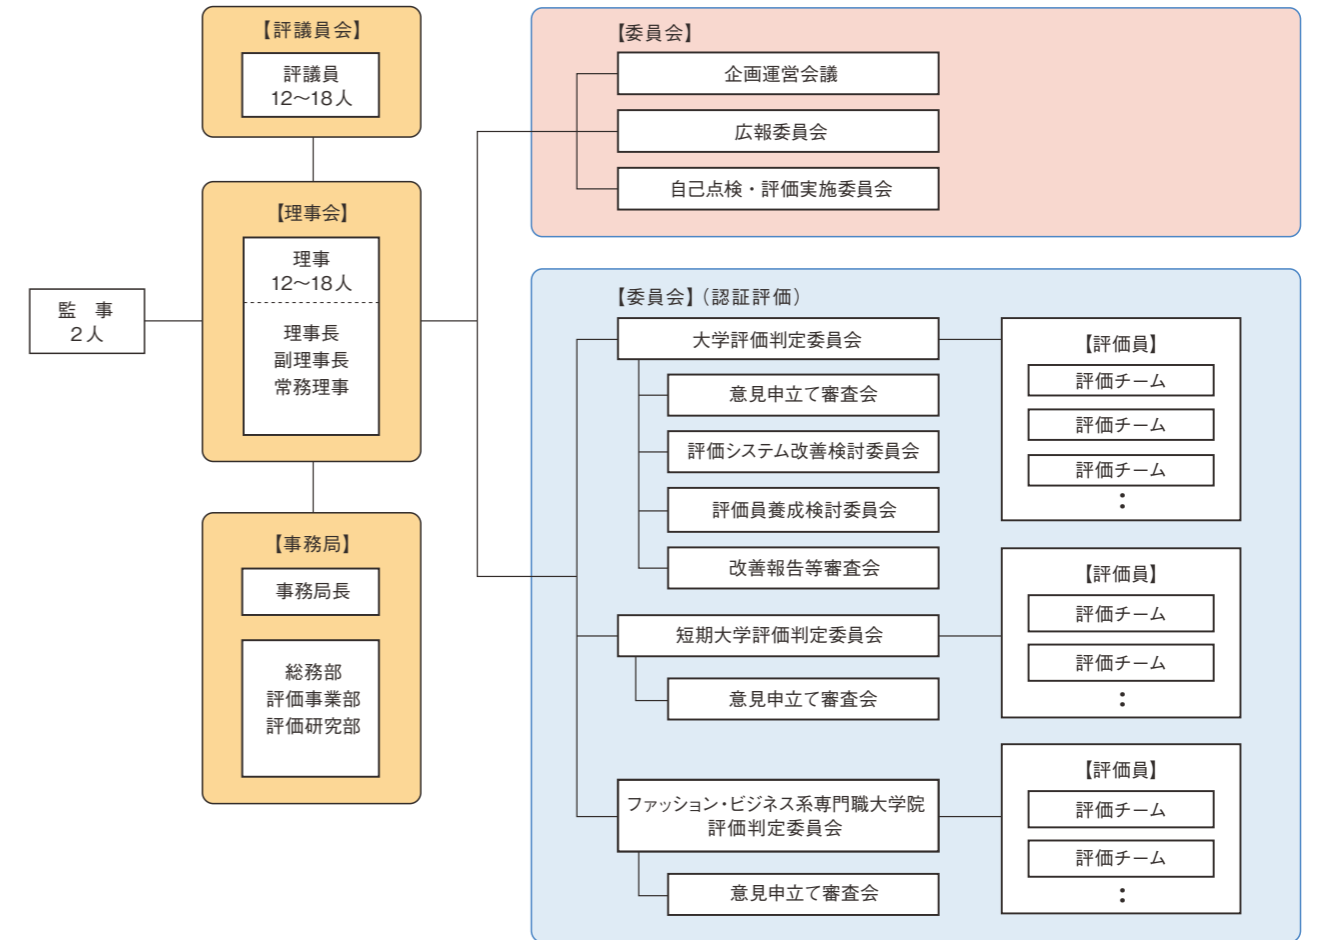 【評議員会】
評議員
12〜18人
【理事会】
理事
12〜18人
理事長
副理事長
常務理事
監　事
2人
【事務局】
事務局長
総務部
評価事業部
評価研究部
【委員会】
企画運営会議
広報委員会
自己点検・評価実施委員会
【委員会】（認証評価）
大学評価判定委員会
意見申立て審査会
評価システム改善検討委員会
評価員養成検討委員会
改善報告等審査会
【評価員】
評価チーム
評価チーム
評価チーム
：
短期大学評価判定委員会
意見申立て審査会
【評価員】
評価チーム
評価チーム
：
ファッション・ビジネス系専門職大学院
評価判定委員会
意見申立て審査会
【評価員】
評価チーム
評価チーム
：